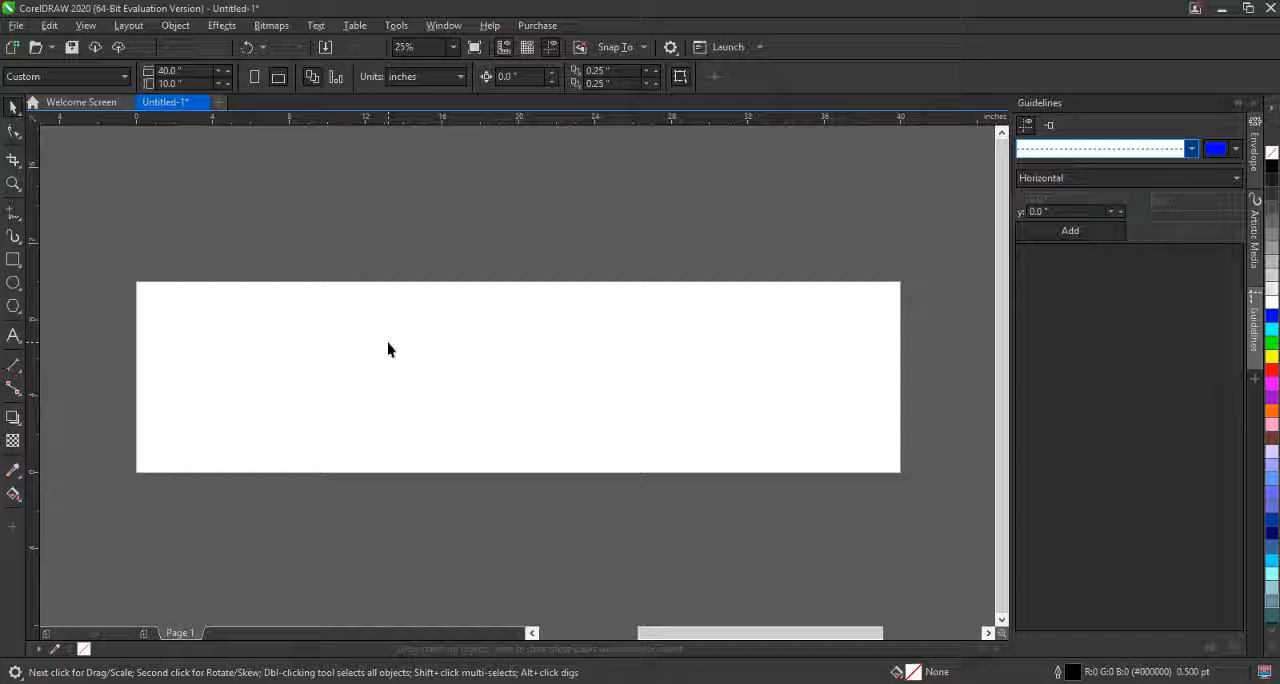 CorelDRAW 2020 (64-Bit Evaluation Version) - Untitled-1*
File Edit View Layout Object Effects Bitmaps Text Table Tools Window Help Purchase
25% Snap To Launch
Custom 40.0 " 10.0 " Units: inches 0.0 " 0.25 " 0.25 "
Welcome Screen Untitled-1*
4 0 4 8 12 16 20 24 28 32 36 40 inches
Guidelines
Horizontal
y: 0.0 "
Add
Envelope
Artistic Media
Guidelines
Page 1
Next click for Drag/Scale; Second click for Rotate/Skew; Dbl-clicking tool selects all objects; Shift+click multi-selects; Alt+click digs
None
R:0 G:0 B:0 (#000000) 0.500 pt